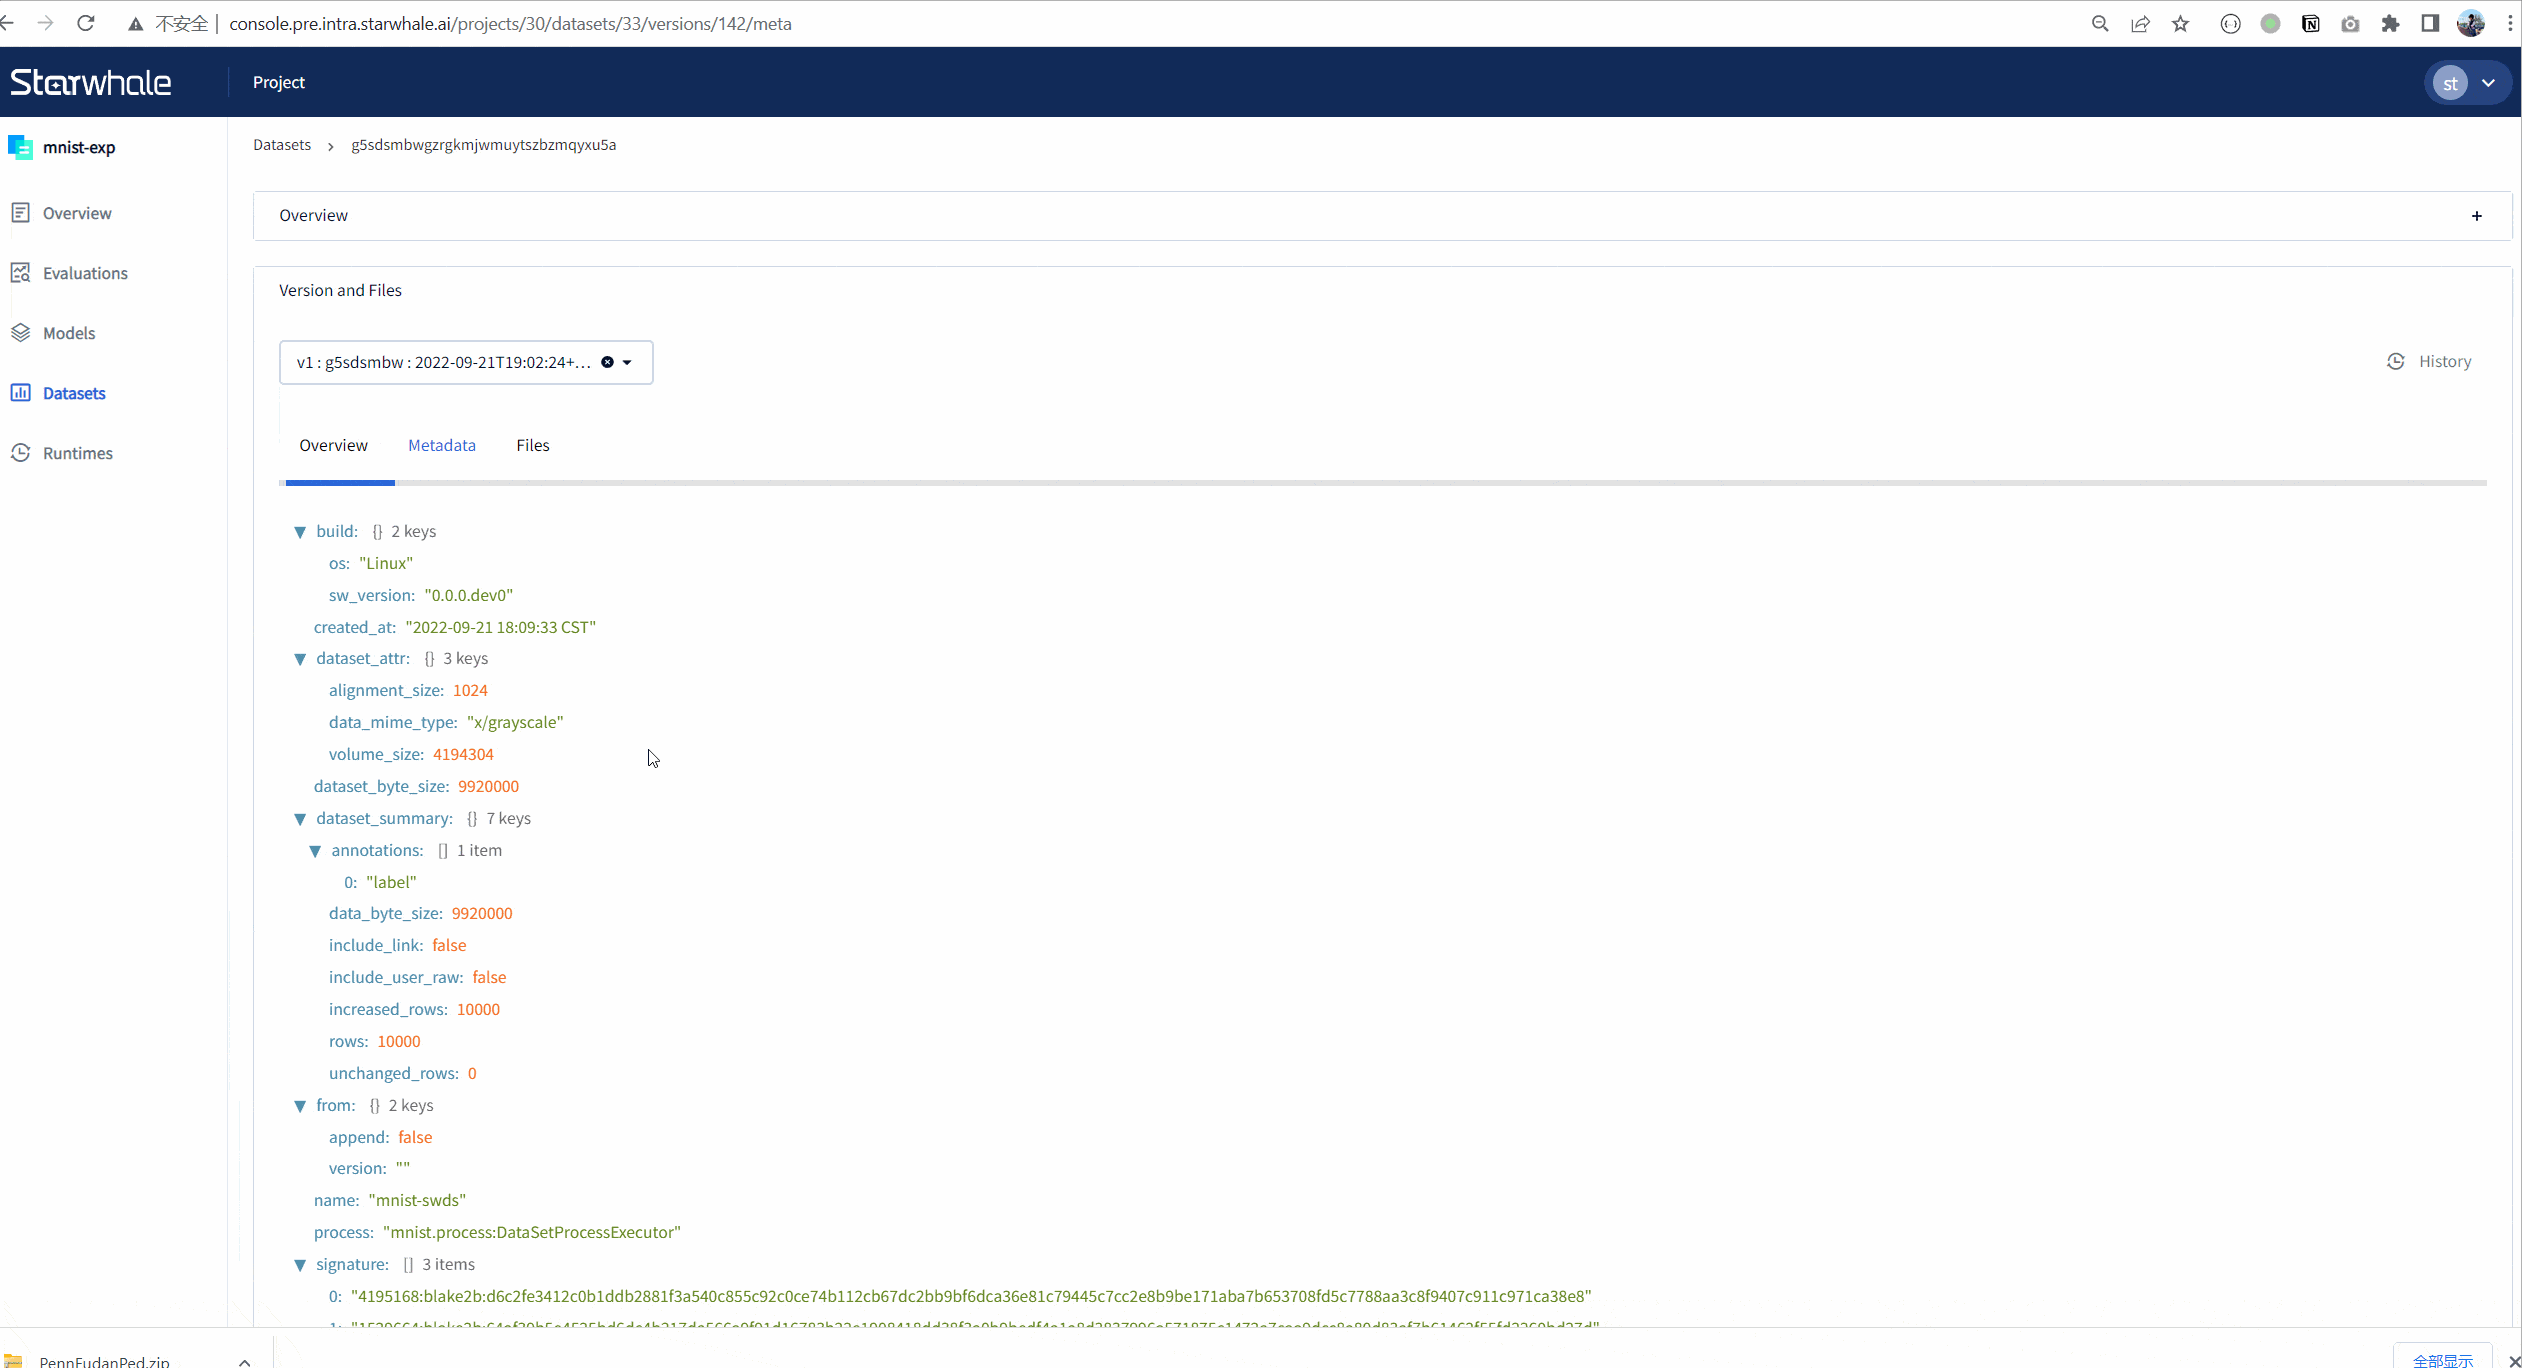 不安全 | console.pre.intra.starwhale.ai/projects/30/datasets/33/versions/142/meta
Starwhale
Project
st
mnist-exp
Overview
Evaluations
Models
Datasets
Runtimes
Datasets > g5sdsmbwgzrgkmjwmuytszbzmqyxu5a
Overview +
Version and Files
v1 : g5sdsmbw : 2022-09-21T19:02:24+...
History
Overview Metadata Files
build: {} 2 keys
os: "Linux"
sw_version: "0.0.0.dev0"
created_at: "2022-09-21 18:09:33 CST"
dataset_attr: {} 3 keys
alignment_size: 1024
data_mime_type: "x/grayscale"
volume_size: 4194304
dataset_byte_size: 9920000
dataset_summary: {} 7 keys
annotations: [] 1 item
0: "label"
data_byte_size: 9920000
include_link: false
include_user_raw: false
increased_rows: 10000
rows: 10000
unchanged_rows: 0
from: {} 2 keys
append: false
version: ""
name: "mnist-swds"
process: "mnist.process:DataSetProcessExecutor"
signature: [] 3 items
0: "4195168:blake2b:d6c2fe3412c0b1ddb2881f3a540c855c92c0ce74b112cb67dc2bb9bf6dca36e81c79445c7cc2e8b9be171aba7b653708fd5c7788aa3c8f9407c911c971ca38e8"
PennFudanPed.zip
全部显示